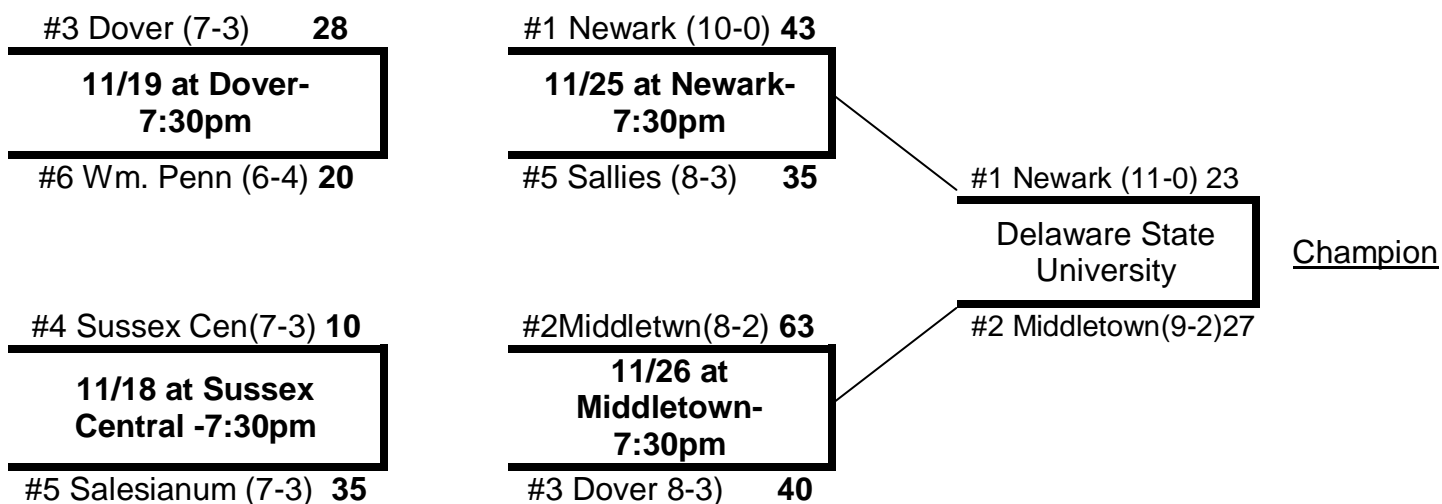 #3 Dover (7-3) 28
11/19 at Dover-
7:30pm
#6 Wm. Penn (6-4) 20
#4 Sussex Cen(7-3) 10
11/18 at Sussex
Central -7:30pm
#5 Salesianum (7-3) 35
#1 Newark (10-0) 43
11/25 at Newark-
7:30pm
#5 Sallies (8-3) 35
#2Middletwn(8-2) 63
11/26 at
Middletown-
7:30pm
#3 Dover 8-3) 40
#1 Newark (11-0) 23
Delaware State
University
#2 Middletown(9-2)27
Champion